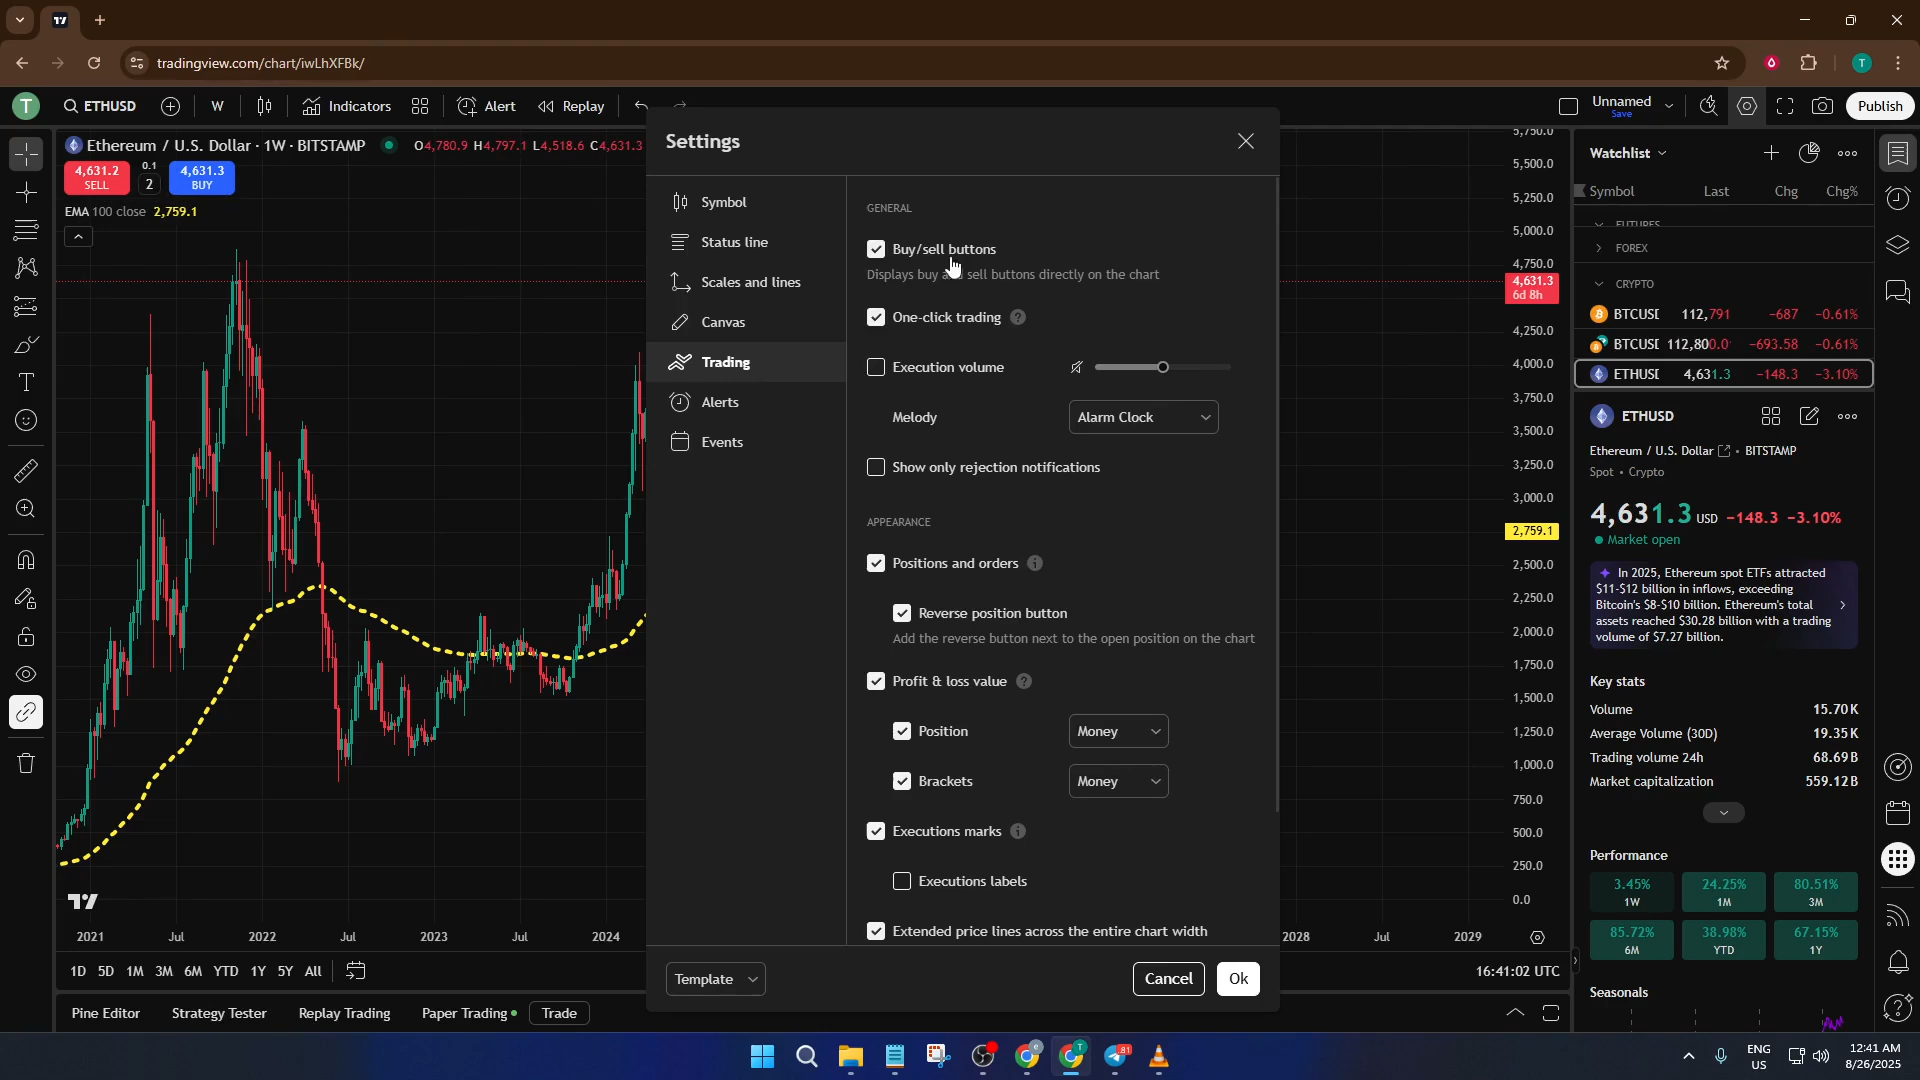 tradingview.com/chart/iwLhXFBk/
T
T
ETHUSD
W
Indicators
Alert
Replay
Unnamed
Save
Publish
Ethereum / U.S. Dollar · 1W · BITSTAMP
O4,780.9 H4,797.1 L4,518.6 C4,631.3
4,631.2
SELL
0.1
2
4,631.3
BUY
EMA 100 close 2,759.1
Settings
Symbol
Status line
Scales and lines
Canvas
Trading
Alerts
Events
GENERAL
Buy/sell buttons
Displays buy and sell buttons directly on the chart
One-click trading
Execution volume
Melody
Alarm Clock
Show only rejection notifications
APPEARANCE
Positions and orders
Reverse position button
Add the reverse button next to the open position on the chart
Profit & loss value
Position
Money
Brackets
Money
Executions marks
Executions labels
Extended price lines across the entire chart width
Template
Cancel
Ok
5,750.0
5,500.0
5,250.0
5,000.0
4,750.0
4,631.3
6d 8h
4,250.0
4,000.0
3,750.0
3,500.0
3,250.0
3,000.0
2,759.1
2,500.0
2,250.0
2,000.0
1,750.0
1,500.0
1,250.0
1,000.0
750.0
500.0
250.0
0.0
2021
Jul
2022
Jul
2023
Jul
2024
2028
Jul
2029
1D 5D 1M 3M 6M YTD 1Y 5Y All
16:41:02 UTC
Pine Editor
Strategy Tester
Replay Trading
Paper Trading
Trade
Watchlist
Symbol
Last
Chg
Chg%
FUTURES
FOREX
CRYPTO
BTCUSD 112,791 −687 −0.61%
BTCUSD 112,800.0 −693.58 −0.61%
ETHUSD 4,631.3 −148.3 −3.10%
ETHUSD
Ethereum / U.S. Dollar • BITSTAMP
Spot • Crypto
4,631.3 USD −148.3 −3.10%
Market open
In 2025, Ethereum spot ETFs attracted
$11-$12 billion in inflows, exceeding
Bitcoin's $8-$10 billion. Ethereum's total
assets reached $30.28 billion with a trading
volume of $7.27 billion.
Key stats
Volume 15.70K
Average Volume (30D) 19.35K
Trading volume 24h 68.69B
Market capitalization 559.12B
Performance
3.45%
1W
24.25%
1M
80.51%
3M
85.72%
6M
38.98%
YTD
67.15%
1Y
Seasonals
81
ENG
US
12:41 AM
8/26/2025